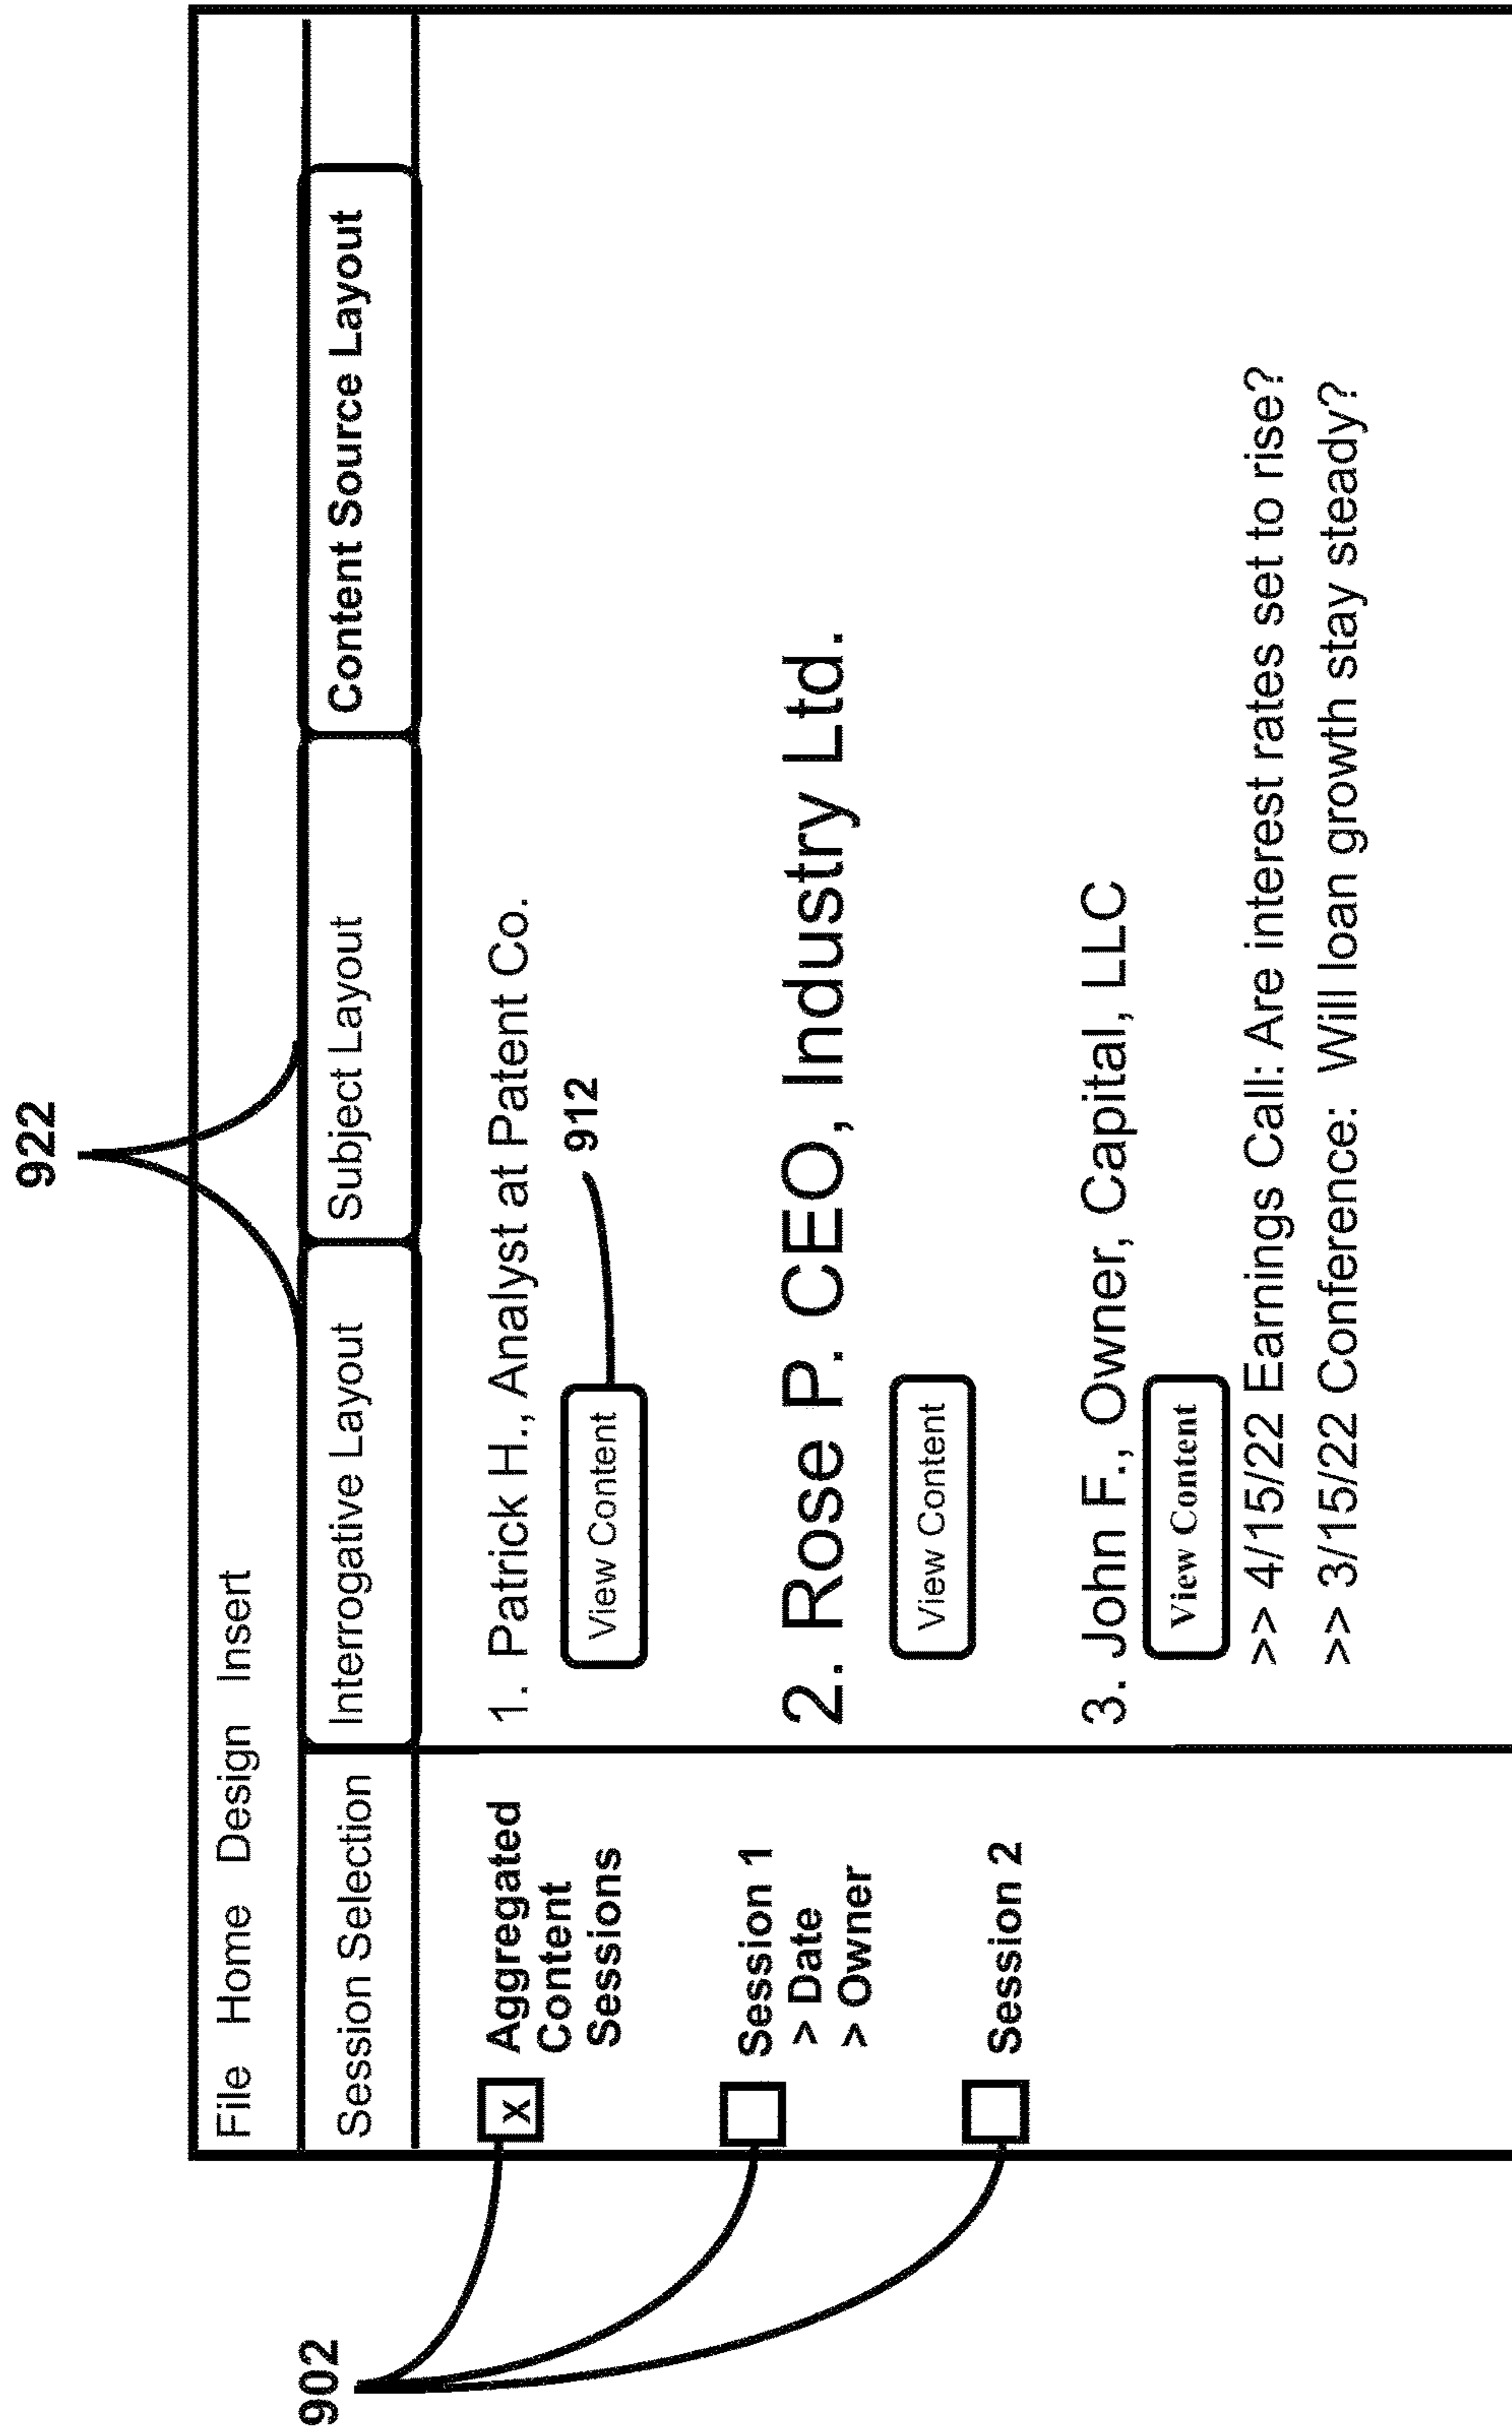 922
File Home Design Insert
Session Selection
Interrogative Layout
Subject Layout
Content Source Layout
902
x
Aggregated
Content
Sessions
Session 1
> Date
> Owner
Session 2
1. Patrick H., Analyst at Patent Co.
View Content
912
2. Rose P. CEO, Industry Ltd.
View Content
3. John F., Owner, Capital, LLC
View Content
>> 4/15/22 Earnings Call: Are interest rates set to rise?
>> 3/15/22 Conference: Will loan growth stay steady?